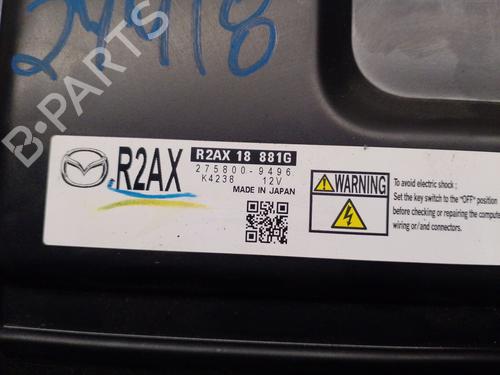 24418
B-PARTS
R2AX
R2AX 18 881G
275800-9496
K4238 12V
MADE IN JAPAN
WARNING
To avoid electric shock ;
Set the key switch to the "OFF" position
before checking or repairing the compute
wiring or/and connectors.